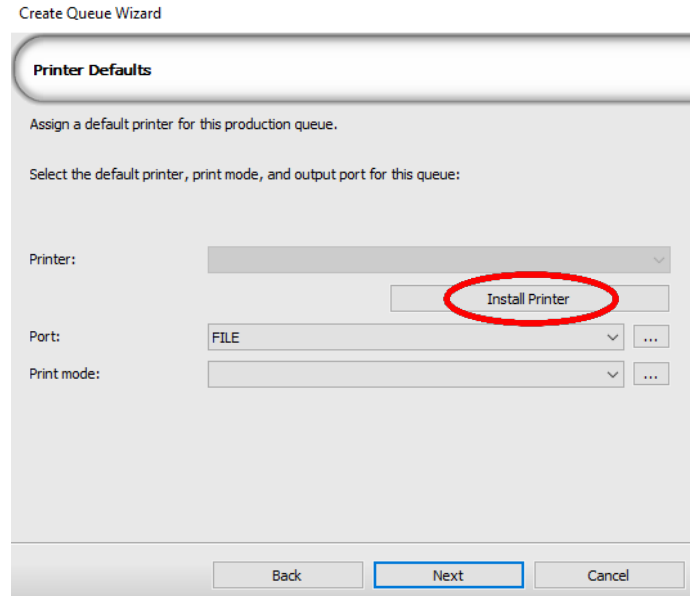 Create Queue Wizard
Printer Defaults
Assign a default printer for this production queue.
Select the default printer, print mode, and output port for this queue:
Printer:
Install Printer
Port:
FILE
...
Print mode:
...
Back
Next
Cancel